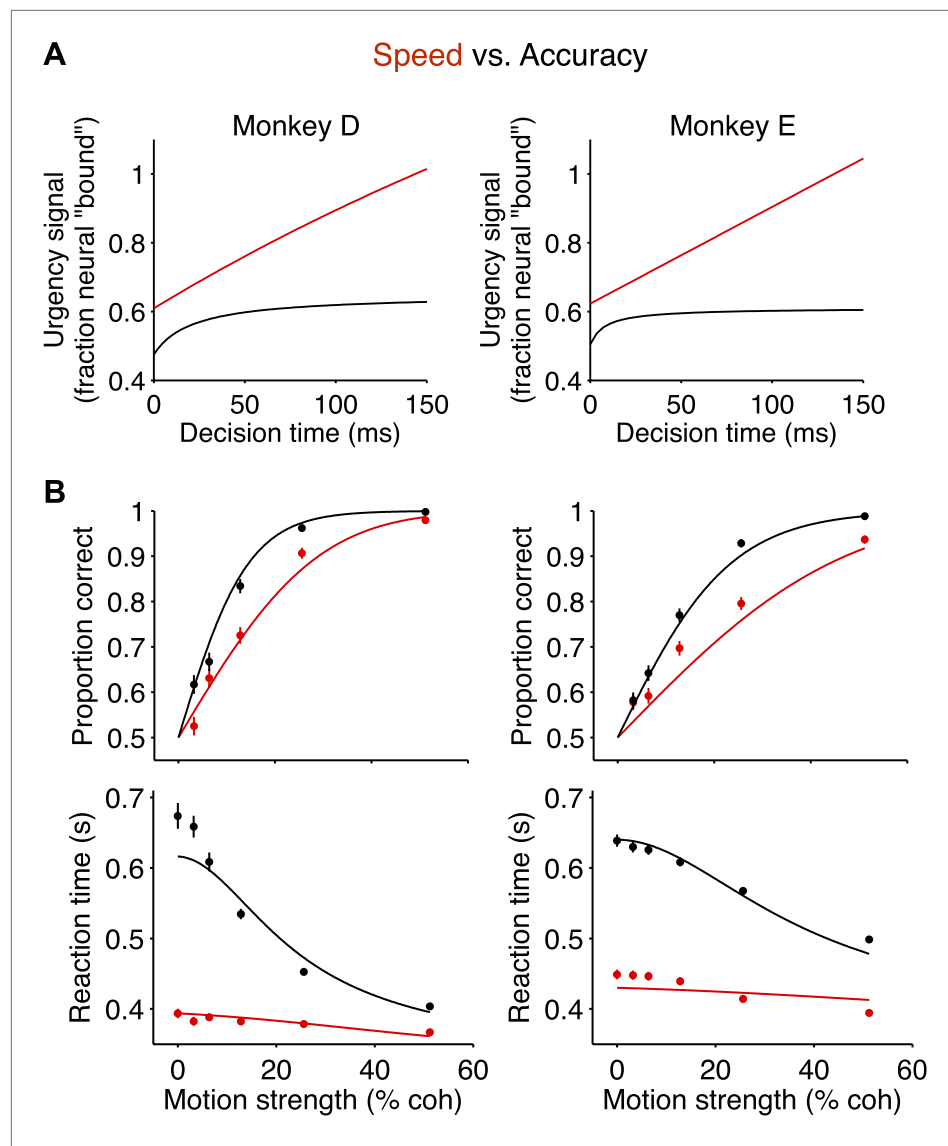 A
Speed vs. Accuracy
Monkey D
Monkey E
Urgency signal
(fraction neural "bound")
1
0.8
0.6
0.4
0
50
100
150
Decision time (ms)
Urgency signal
(fraction neural "bound")
1
0.8
0.6
0.4
0
50
100
150
Decision time (ms)
B
Proportion correct
1
0.9
0.8
0.7
0.6
0.5
Proportion correct
1
0.9
0.8
0.7
0.6
0.5
Reaction time (s)
0.7
0.6
0.5
0.4
0
20
40
60
Motion strength (% coh)
Reaction time (s)
0.7
0.6
0.5
0.4
0
20
40
60
Motion strength (% coh)